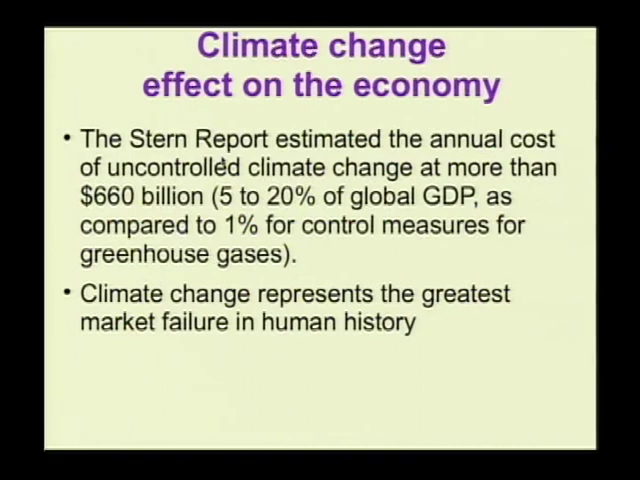 Climate change
effect on the economy
• The Stern Report estimated the annual cost
of uncontrolled climate change at more than
$660 billion (5 to 20% of global GDP, as
compared to 1% for control measures for
greenhouse gases).
• Climate change represents the greatest
market failure in human history